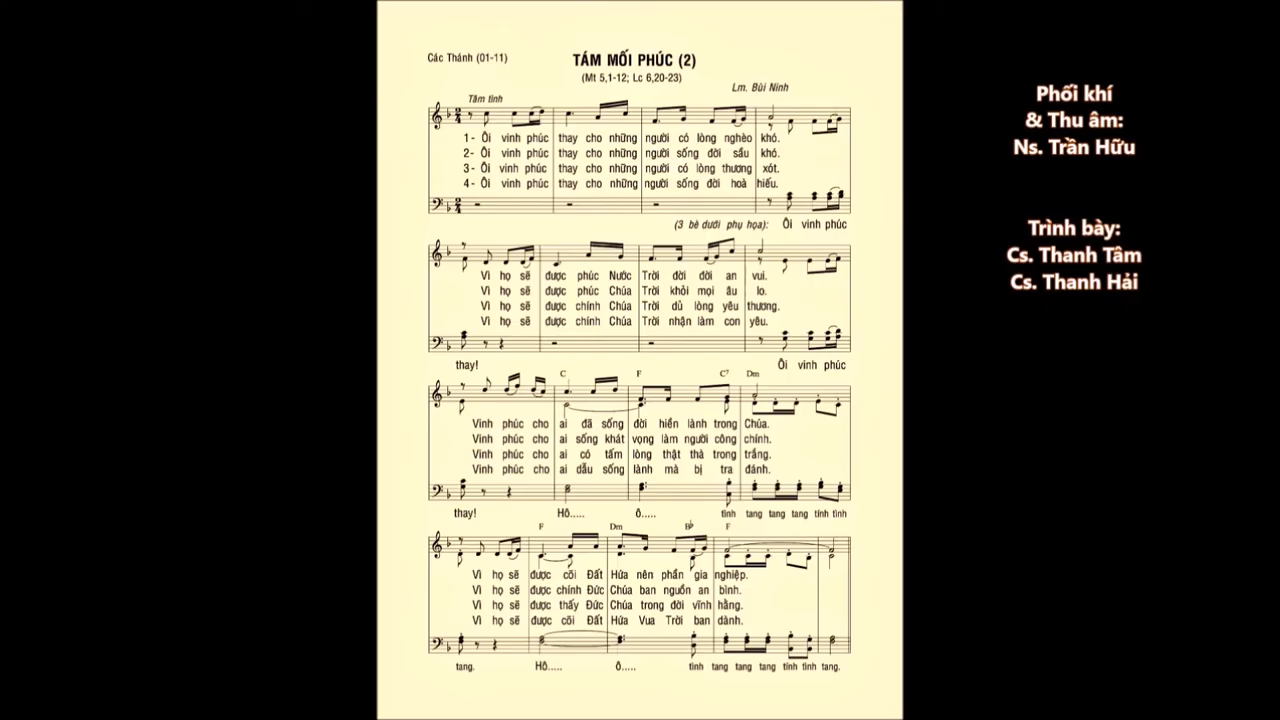 Các Thánh (01-11)
TÁM MỐI PHÚC (2)
(Mt 5,1-12; Lc 6,20-23)
Lm. Bùi Ninh
Tâm tình
1- Ôi vinh phúc thay cho những người có lòng nghèo khó.
2- Ôi vinh phúc thay cho những người sống đời sầu khó.
3- Ôi vinh phúc thay cho những người có lòng thương xót.
4- Ôi vinh phúc thay cho những người sống đời hoà hiếu.
(3 bè dưới phụ họa): Ôi vinh phúc
Vì họ sẽ được phúc Nước Trời đời đời an vui.
Vì họ sẽ được phúc Chúa Trời khỏi mọi âu lo.
Vì họ sẽ được chính Chúa Trời đủ lòng yêu thương.
Vì họ sẽ được chính Chúa Trời nhận làm con yêu.
thay! Ôi vinh phúc
C F C7 Dm
Vinh phúc cho ai đã sống đời hiền lành trong Chúa.
Vinh phúc cho ai sống khát vọng làm người công chính.
Vinh phúc cho ai có tấm lòng thật thà trong trắng.
Vinh phúc cho ai dẫu sống lành mà bị tra đánh.
thay! Hô..... ô..... tình tang tang tang tang tính tình
F Dm B♭ F
Vì họ sẽ được cõi Đất Hứa nên phần gia nghiệp.
Vì họ sẽ được chính Đức Chúa ban nguồn an bình.
Vì họ sẽ được thấy Đức Chúa trong đời vĩnh hằng.
Vì họ sẽ được cõi Đất Hứa Vua Trời ban dành.
tang. Hô..... ô..... tình tang tang tang tang tính tình tang.
Phối khí
& Thu âm:
Ns. Trần Hữu
Trình bày:
Cs. Thanh Tâm
Cs. Thanh Hải